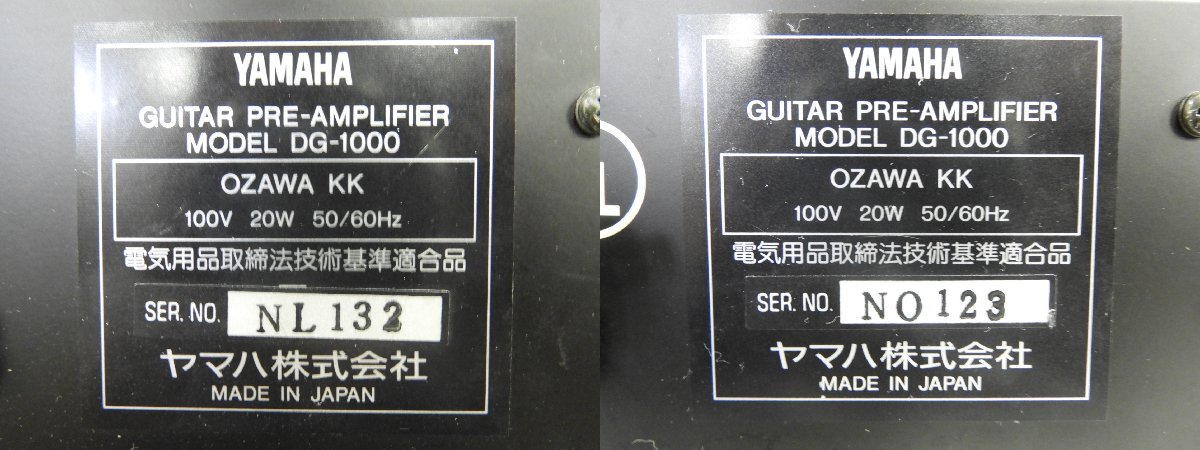 YAMAHA
GUITAR PRE-AMPLIFIER
MODEL DG-1000
OZAWA KK
100V 20W 50/60Hz
電気用品取締法技術基準適合品
SER. NO. NL132
ヤマハ株式会社
MADE IN JAPAN
YAMAHA
GUITAR PRE-AMPLIFIER
MODEL DG-1000
OZAWA KK
100V 20W 50/60Hz
電気用品取締法技術基準適合品
SER. NO. NO123
ヤマハ株式会社
MADE IN JAPAN